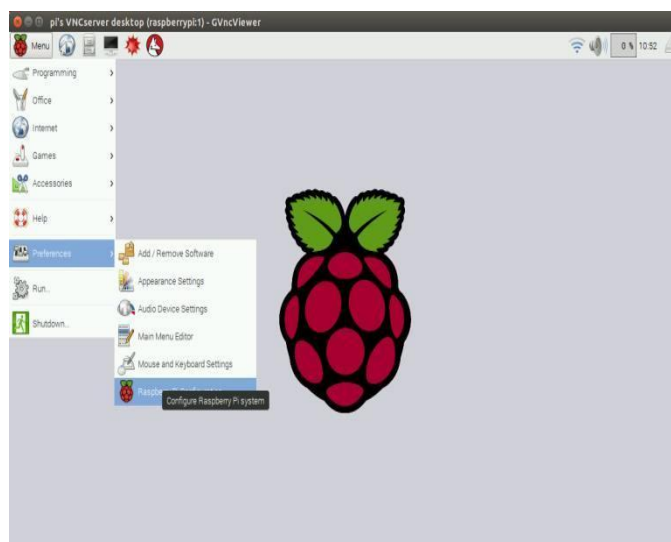 pi's VNCserver desktop (raspberrypi:1) - GVncViewer
Menu 0 % 10:52
Programming
Office
Internet
Games
Accessories
Help
Preferences
Add / Remove Software
Appearance Settings
Audio Device Settings
Main Menu Editor
Mouse and Keyboard Settings
Configure Raspberry Pi system
Run...
Shutdown...